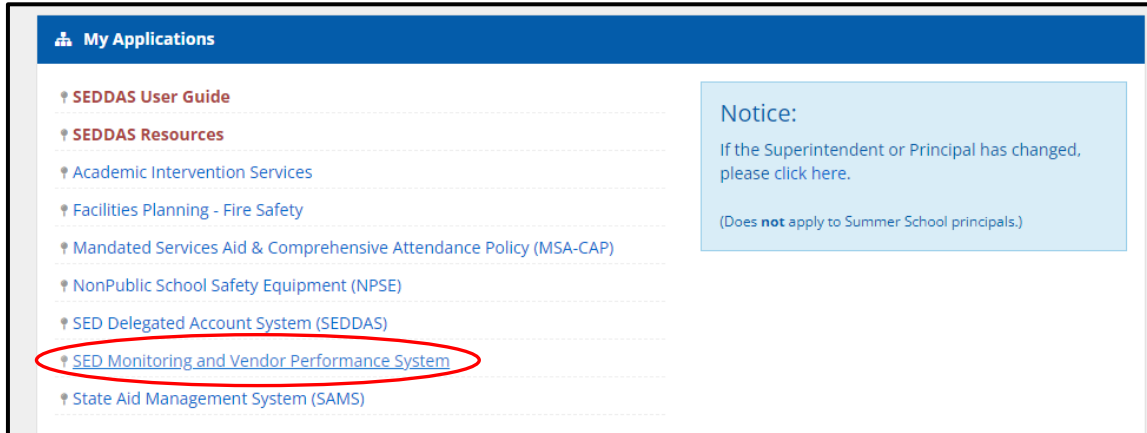 My Applications
SEDDAS User Guide
SEDDAS Resources
Academic Intervention Services
Facilities Planning - Fire Safety
Mandated Services Aid & Comprehensive Attendance Policy (MSA-CAP)
NonPublic School Safety Equipment (NPSE)
SED Delegated Account System (SEDDAS)
SED Monitoring and Vendor Performance System
State Aid Management System (SAMS)
Notice:
If the Superintendent or Principal has changed,
please click here.
(Does not apply to Summer School principals.)